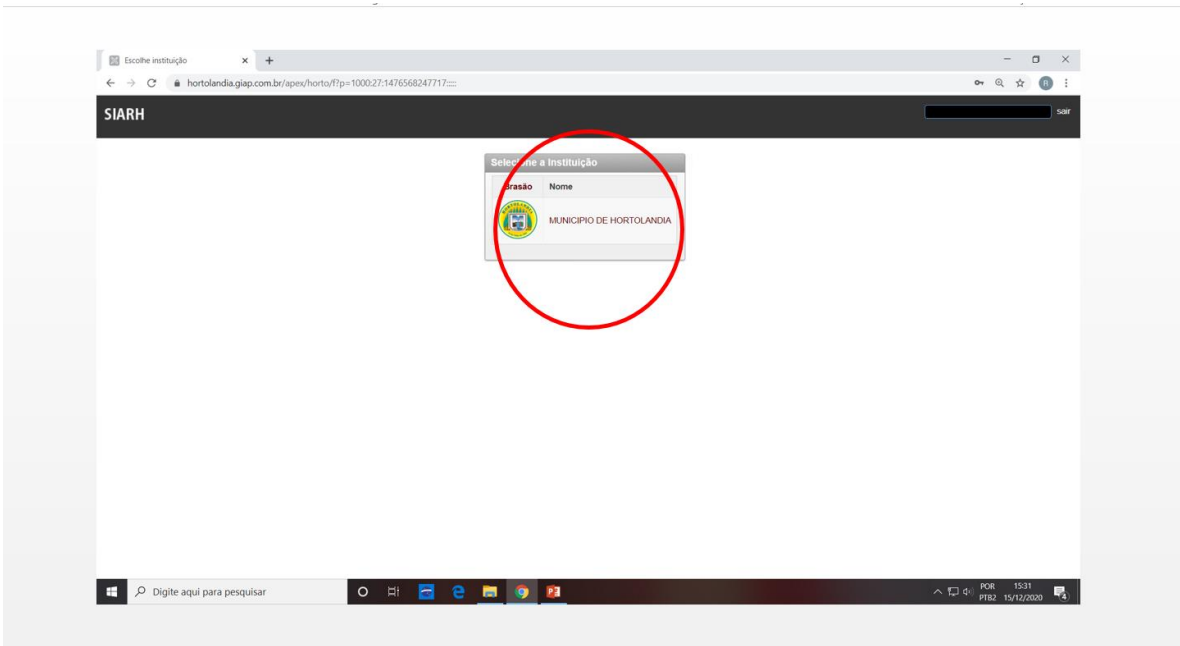 Escolhe instituição
hortolandia.giap.com.br/apex/horto/f?p=1000:27:1476568247717:::::
R
SIARH
sair
Selecione a Instituição
Brasão Nome
MUNICIPIO DE HORTOLANDIA
Digite aqui para pesquisar
POR 15:31
PTB2 15/12/2020
4